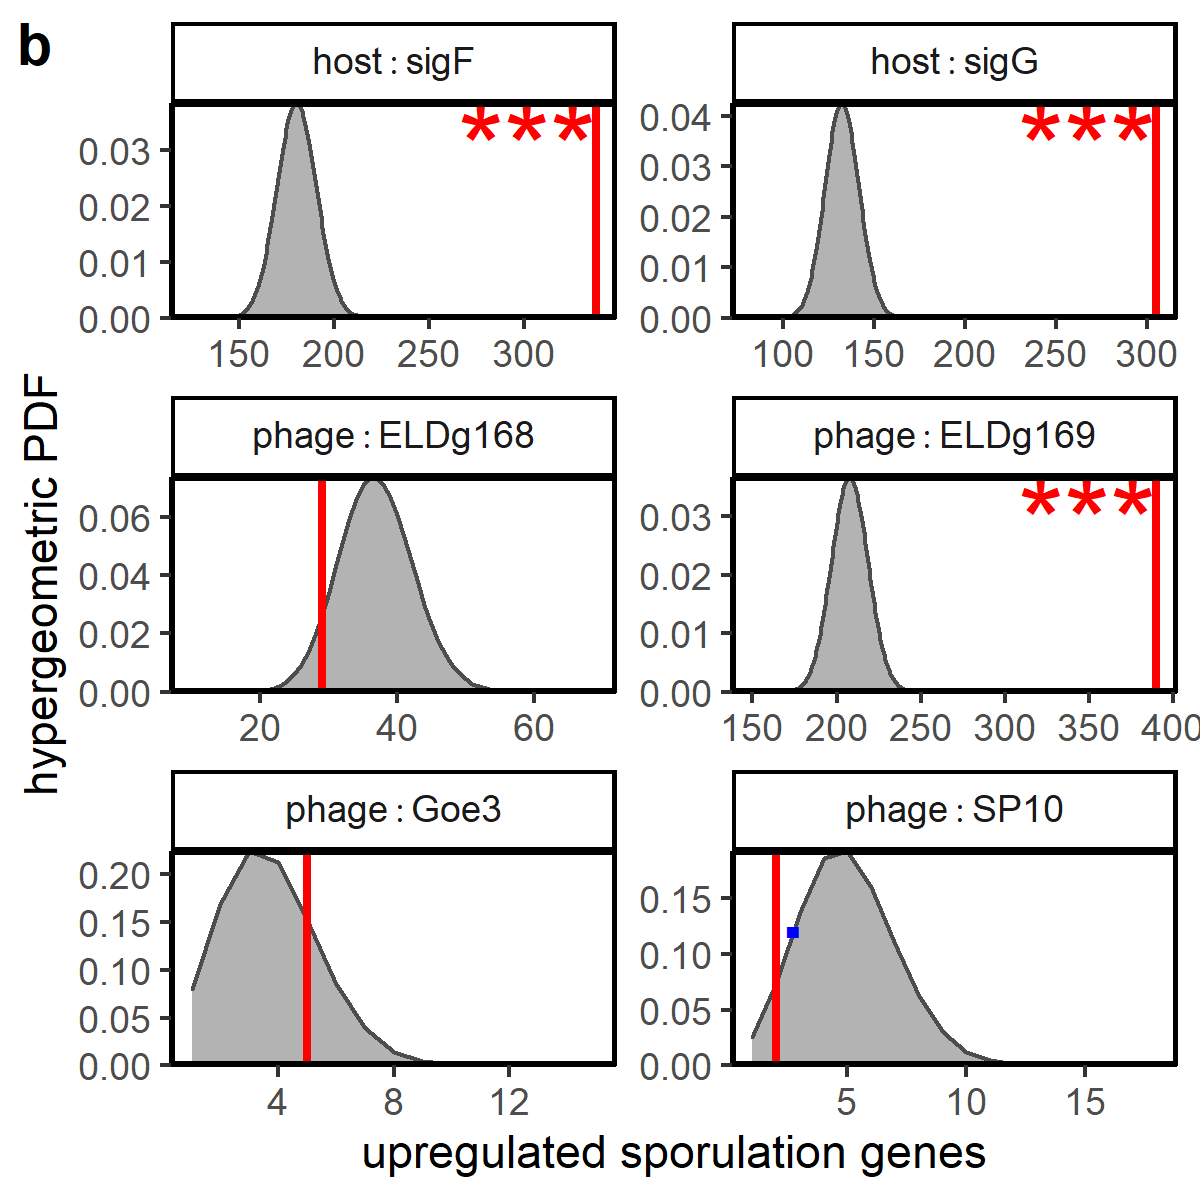 b
host : sigF
host : sigG
***
***
0.03
0.02
0.01
0.00
0.04
0.03
0.02
0.01
0.00
150 200 250 300
100 150 200 250 300
phage : ELDg168
phage : ELDg169
***
0.06
0.04
0.02
0.00
0.03
0.02
0.01
0.00
20 40 60
150 200 250 300 350 400
phage : Goe3
phage : SP10
0.20
0.15
0.10
0.05
0.00
0.15
0.10
0.05
0.00
4 8 12
5 10 15
hypergeometric PDF
upregulated sporulation genes